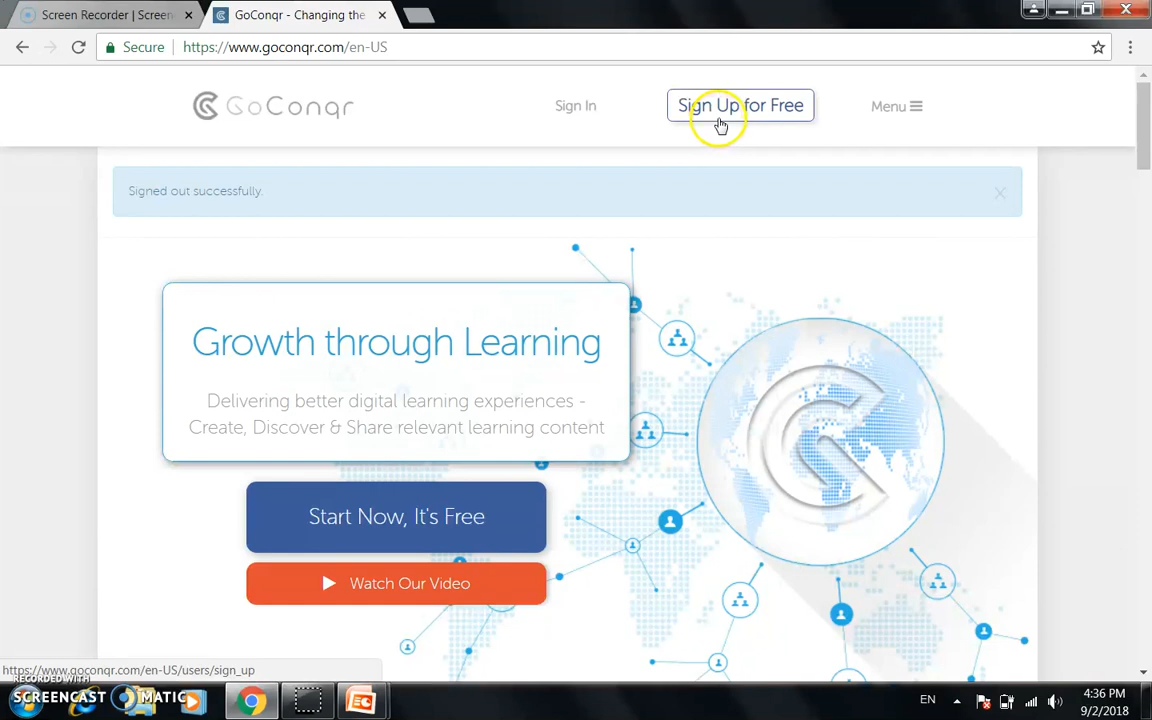 Screen Recorder | Screen
GoConqr - Changing the
Secure
https://www.goconqr.com/en-US
GoConqr
Sign In
Sign Up for Free
Menu
Signed out successfully.
Growth through Learning
Delivering better digital learning experiences -
Create, Discover & Share relevant learning content
Start Now, It's Free
Watch Our Video
https://www.goconqr.com/en-US/users/sign_up
RECORDED WITH
SCREENCAST MATIC
EN
4:36 PM
9/2/2018